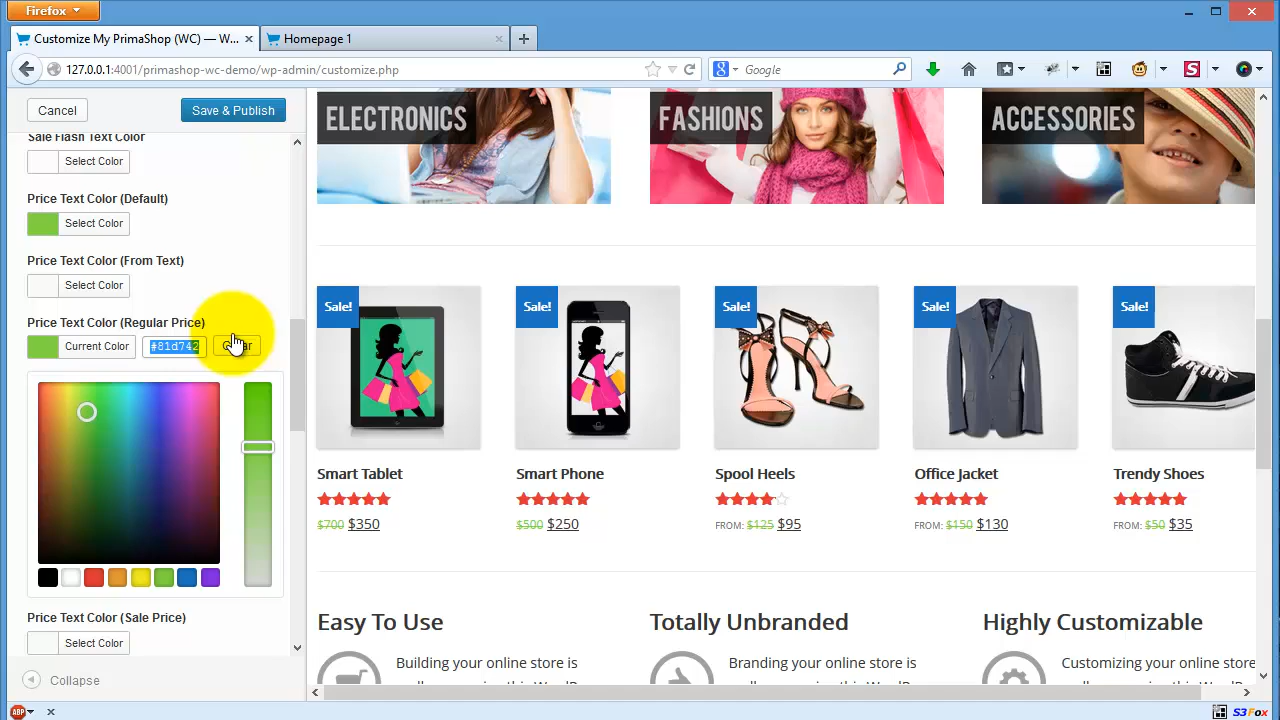 Firefox
Customize My PrimaShop (WC) — W...
Homepage 1
127.0.0.1:4001/primashop-wc-demo/wp-admin/customize.php
Google
Cancel
Save & Publish
Sale Flash Text Color
Select Color
Price Text Color (Default)
Select Color
Price Text Color (From Text)
Select Color
Price Text Color (Regular Price)
Current Color
#81d742
Price Text Color (Sale Price)
Select Color
Collapse
ELECTRONICS
FASHIONS
ACCESSORIES
Sale!
Sale!
Sale!
Sale!
Sale!
Smart Tablet
Smart Phone
Spool Heels
Office Jacket
Trendy Shoes
$700 $350
$500 $250
FROM: $125 $95
FROM: $150 $130
FROM: $50 $35
Easy To Use
Totally Unbranded
Highly Customizable
Building your online store is
Branding your online store is
Customizing your online store
ABP
S3Fox